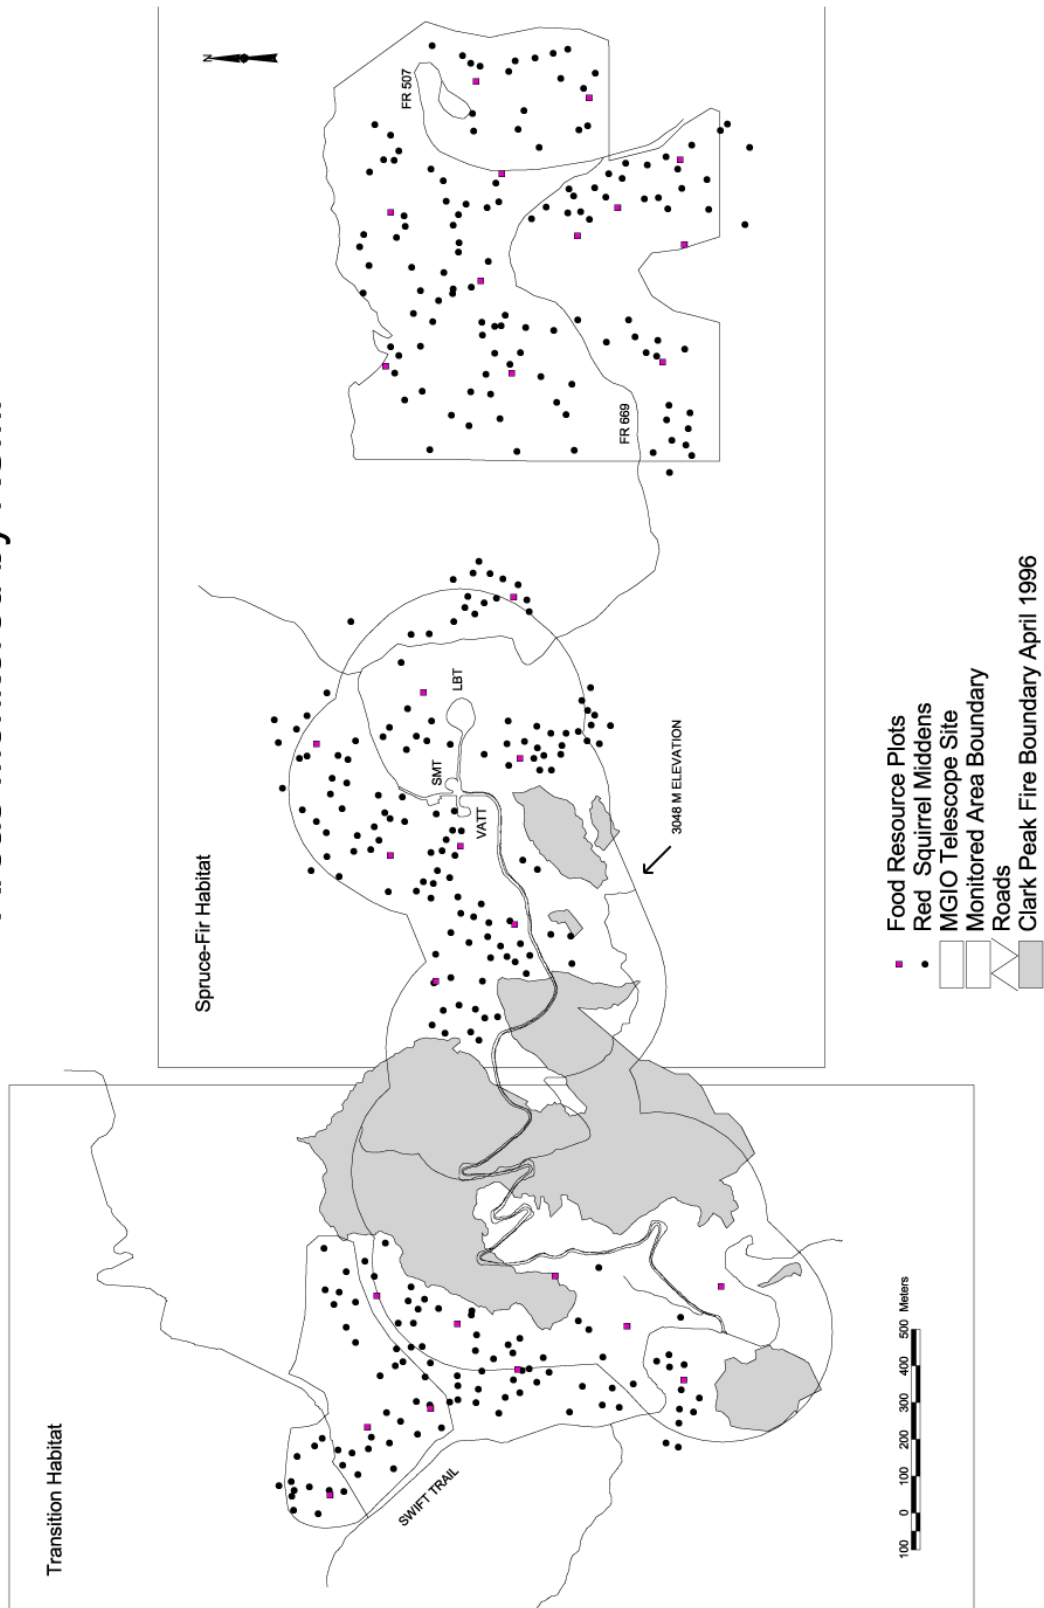 N
FR 507
FR 669
LBT
SMT
VATT
3048 M ELEVATION
Spruce-Fir Habitat
Transition Habitat
SWIFT TRAIL
Food Resource Plots
Red Squirrel Middens
MGIO Telescope Site
Monitored Area Boundary
Roads
Clark Peak Fire Boundary April 1996
100 0 100 200 300 400 500 Meters